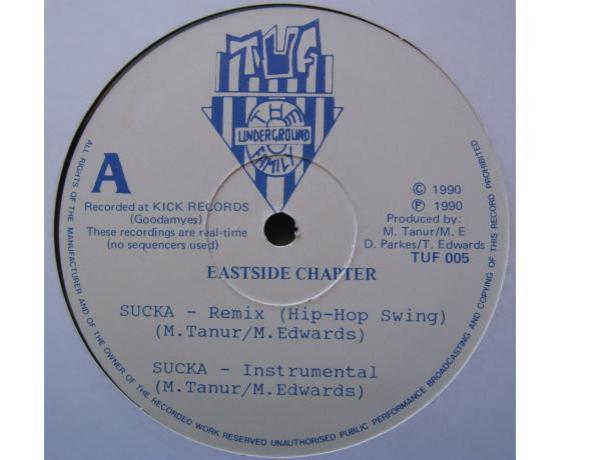 TUF
THE
UNDERGROUND
FAMILY
A
Recorded at KICK RECORDS
(Goodamyes)
These recordings are real-time
(no sequencers used)
© 1990
℗ 1990
Produced by:
M. Tanur/M. E
D. Parkes/T. Edwards
TUF 005
EASTSIDE CHAPTER
SUCKA - Remix (Hip-Hop Swing)
(M.Tanur/M.Edwards)
SUCKA - Instrumental
(M.Tanur/M.Edwards)
ALL RIGHTS OF THE MANUFACTURER AND OF THE OWNER OF THE RECORDED WORK RESERVED UNAUTHORISED PUBLIC PERFORMANCE BROADCASTING AND COPYING OF THIS RECORD PROHIBITED